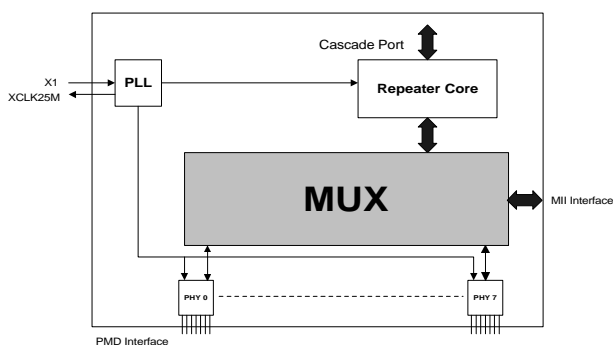 Cascade Port
X1
PLL
Repeater Core
XCLK25M
MUX
MII Interface
PHY 0
PHY 7
PMD Interface